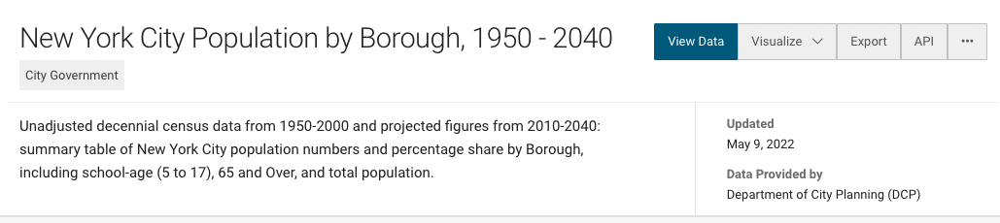 New York City Population by Borough, 1950 - 2040
View Data
Visualize
Export
API
City Government
Unadjusted decennial census data from 1950-2000 and projected figures from 2010-2040:
summary table of New York City population numbers and percentage share by Borough,
including school-age (5 to 17), 65 and Over, and total population.
Updated
May 9, 2022
Data Provided by
Department of City Planning (DCP)